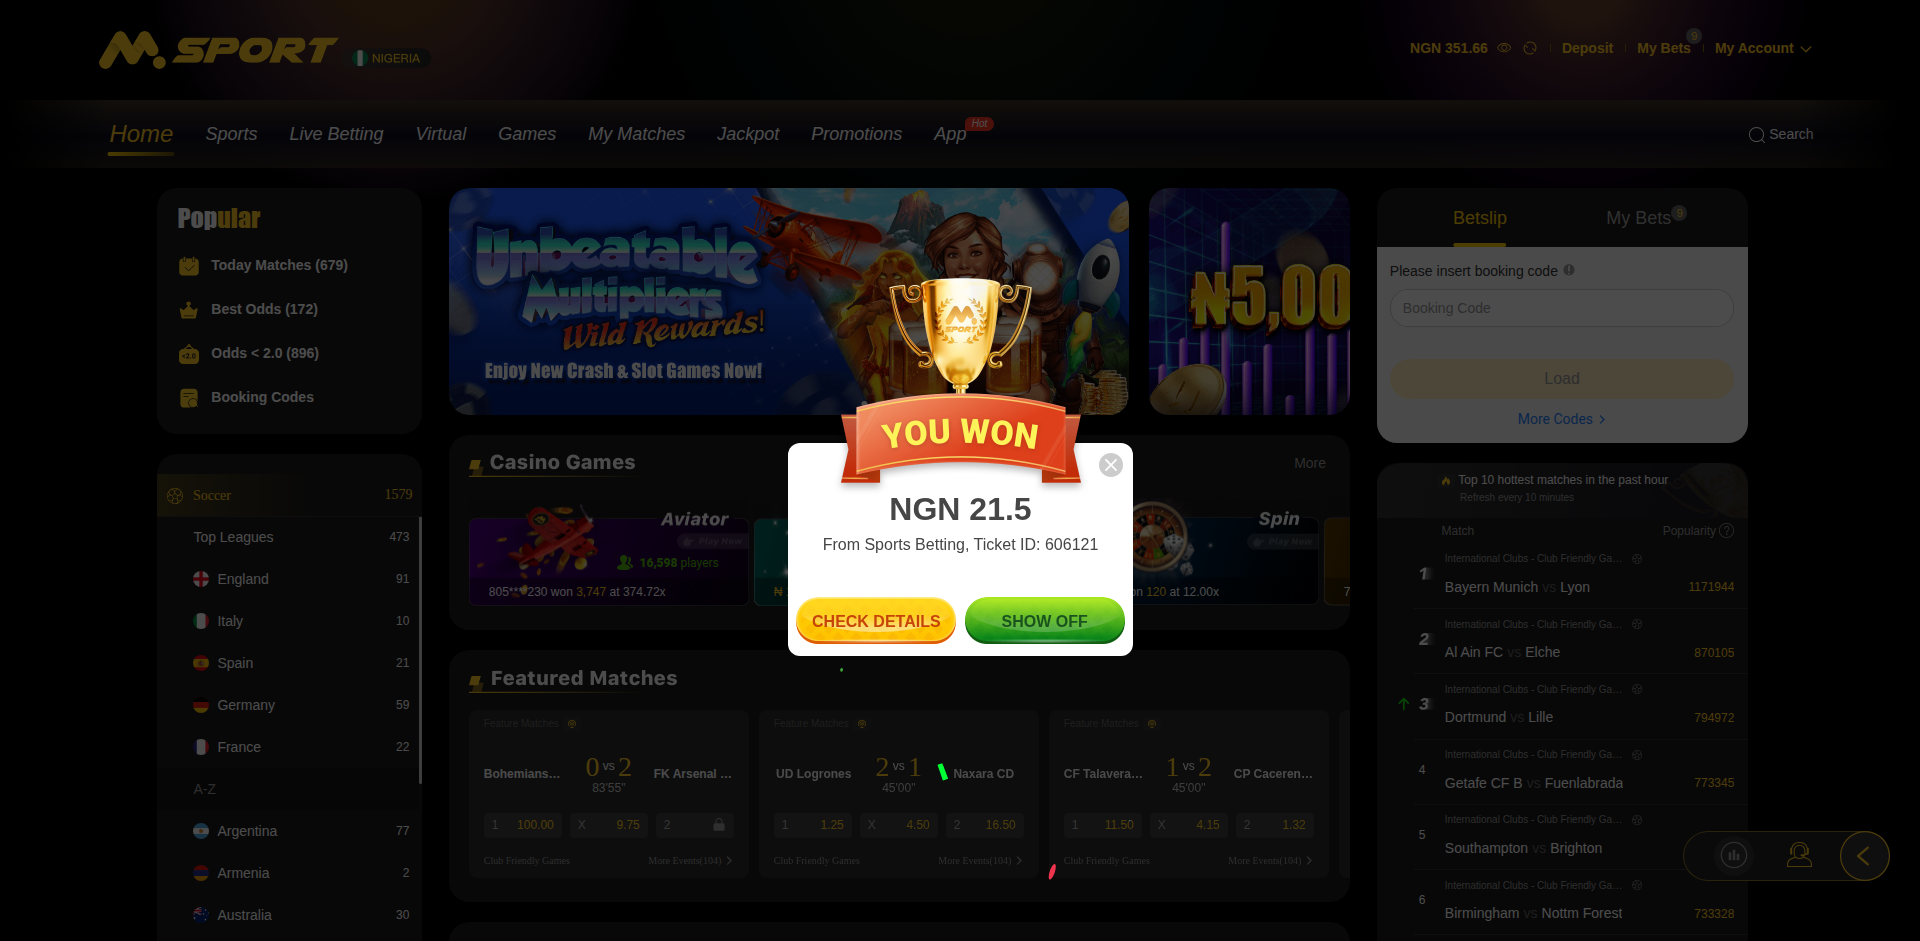 M.SPORT
NIGERIA
NGN 351.66
Deposit
My Bets
9
My Account
Home
Sports
Live Betting
Virtual
Games
My Matches
Jackpot
Promotions
App
Hot
Search
Popular
Today Matches (679)
Best Odds (172)
<2.0
Odds < 2.0 (896)
Booking Codes
Soccer 1579
Top Leagues 473
England 91
Italy 10
Spain 21
Germany 59
France 22
A-Z
Argentina 77
Armenia 2
Australia 30
Unbeatable
Multipliers
Wild Rewards!
Enjoy New Crash & Slot Games Now!
₦5,00
M
SPORT
YOU WON
NGN 21.5
From Sports Betting, Ticket ID: 606121
CHECK DETAILS
SHOW OFF
Casino Games
More
Aviator
Play Now
16,598 players
805***230 won 3,747 at 374.72x
₦
Spin
Play Now
on 120 at 12.00x
7
Featured Matches
Feature Matches
Bohemians... 0 vs 2 FK Arsenal ...
83'55"
1 100.00 X 9.75 2
Club Friendly Games More Events(104)
Feature Matches
UD Logrones 2 vs 1 Naxara CD
45'00"
1 1.25 X 4.50 2 16.50
Club Friendly Games More Events(104)
Feature Matches
CF Talavera... 1 vs 2 CP Caceren...
45'00"
1 11.50 X 4.15 2 1.32
Club Friendly Games More Events(104)
Betslip
My Bets
9
Please insert booking code
Booking Code
Load
More Codes
Top 10 hottest matches in the past hour
Refresh every 10 minutes
Match Popularity ?
International Clubs - Club Friendly Ga...
1 Bayern Munich vs Lyon 1171944
International Clubs - Club Friendly Ga...
2 Al Ain FC vs Elche 870105
International Clubs - Club Friendly Ga...
3 Dortmund vs Lille 794972
International Clubs - Club Friendly Ga...
4 Getafe CF B vs Fuenlabrada 773345
International Clubs - Club Friendly Ga...
5 Southampton vs Brighton
International Clubs - Club Friendly Ga...
6 Birmingham vs Nottm Forest 733328